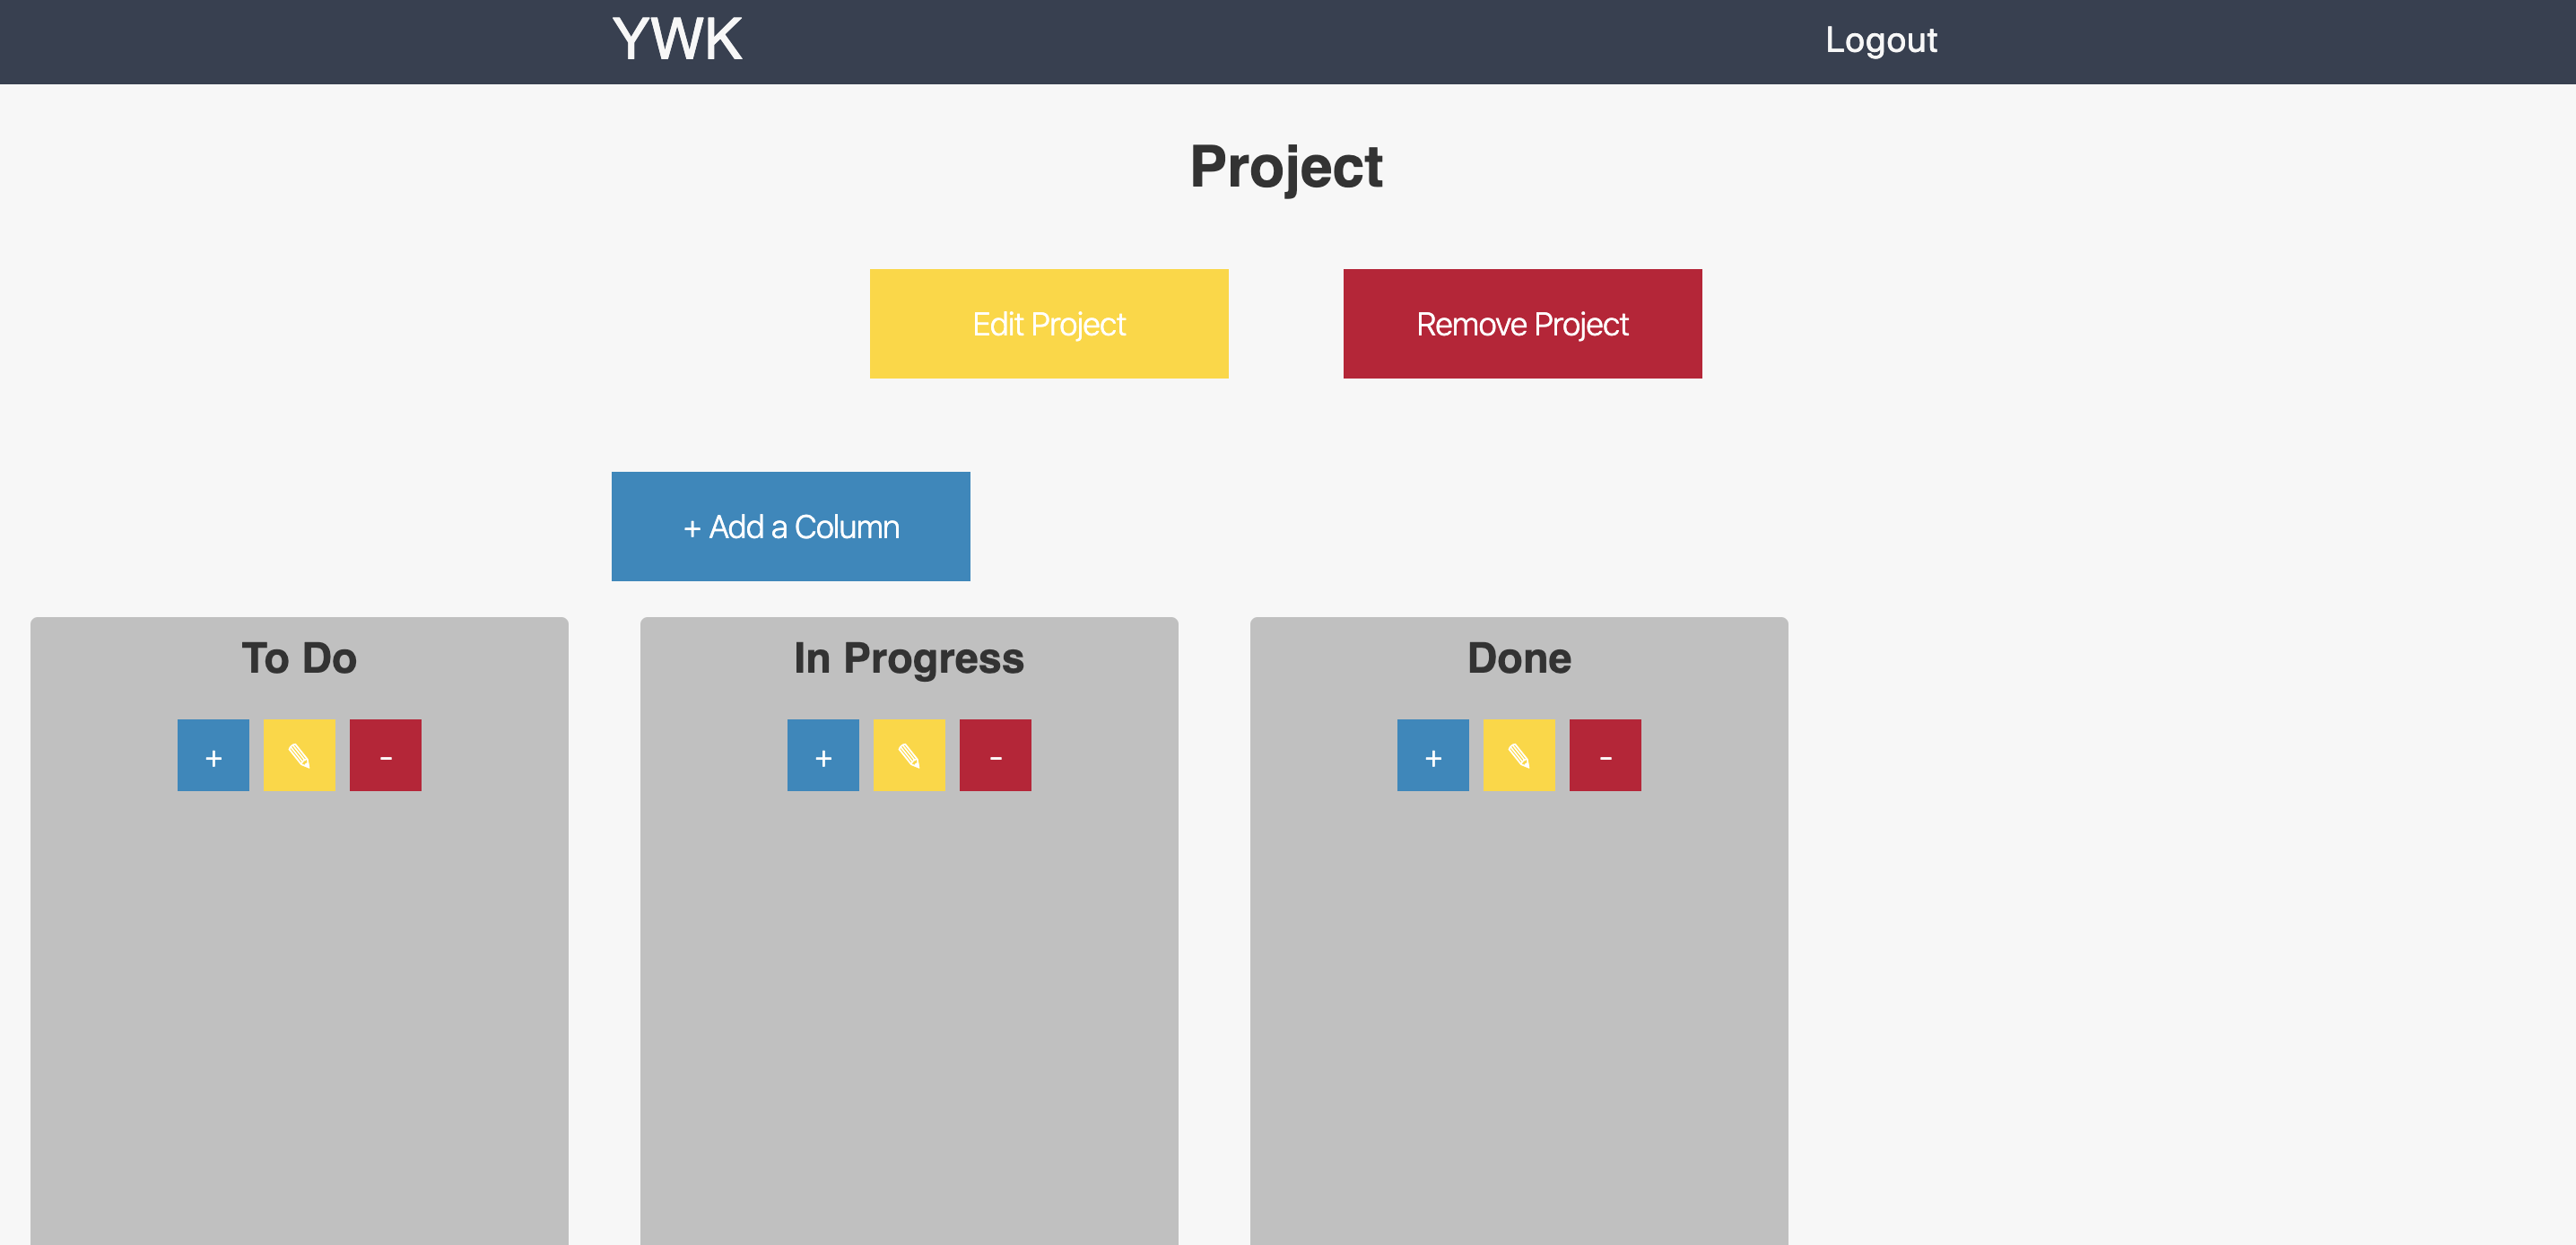 YWK Logout
Project
Edit Project Remove Project
+ Add a Column
To Do In Progress Done
+ ✎ - + ✎ - + ✎ -